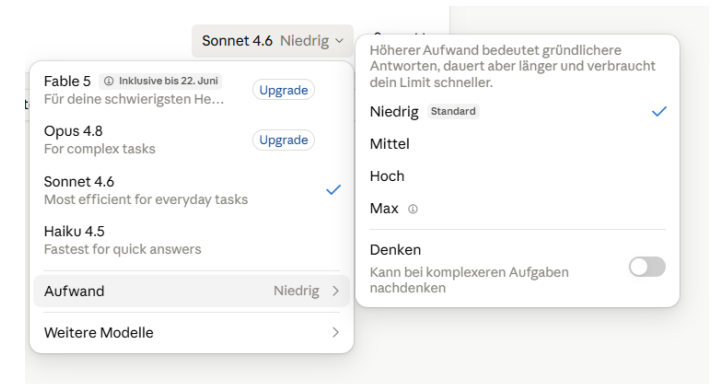 Sonnet 4.6 Niedrig
Fable 5 Inklusive bis 22. Juni
Für deine schwierigsten He...
Upgrade
Opus 4.8
For complex tasks
Upgrade
Sonnet 4.6
Most efficient for everyday tasks
Haiku 4.5
Fastest for quick answers
Aufwand Niedrig
Weitere Modelle
Höherer Aufwand bedeutet gründlichere
Antworten, dauert aber länger und verbraucht
dein Limit schneller.
Niedrig Standard
Mittel
Hoch
Max
Denken
Kann bei komplexeren Aufgaben
nachdenken